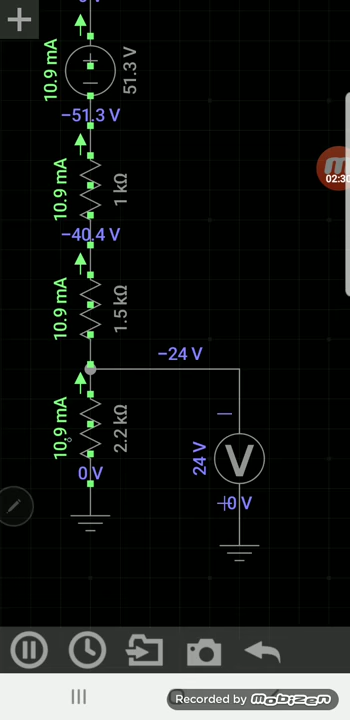 10.9 mA
51.3 V
−51.3 V
10.9 mA
1 kΩ
−40.4 V
10.9 mA
1.5 kΩ
−24 V
10.9 mA
2.2 kΩ
24 V
V
0 V
+0 V
02:30
Recorded by mobizen